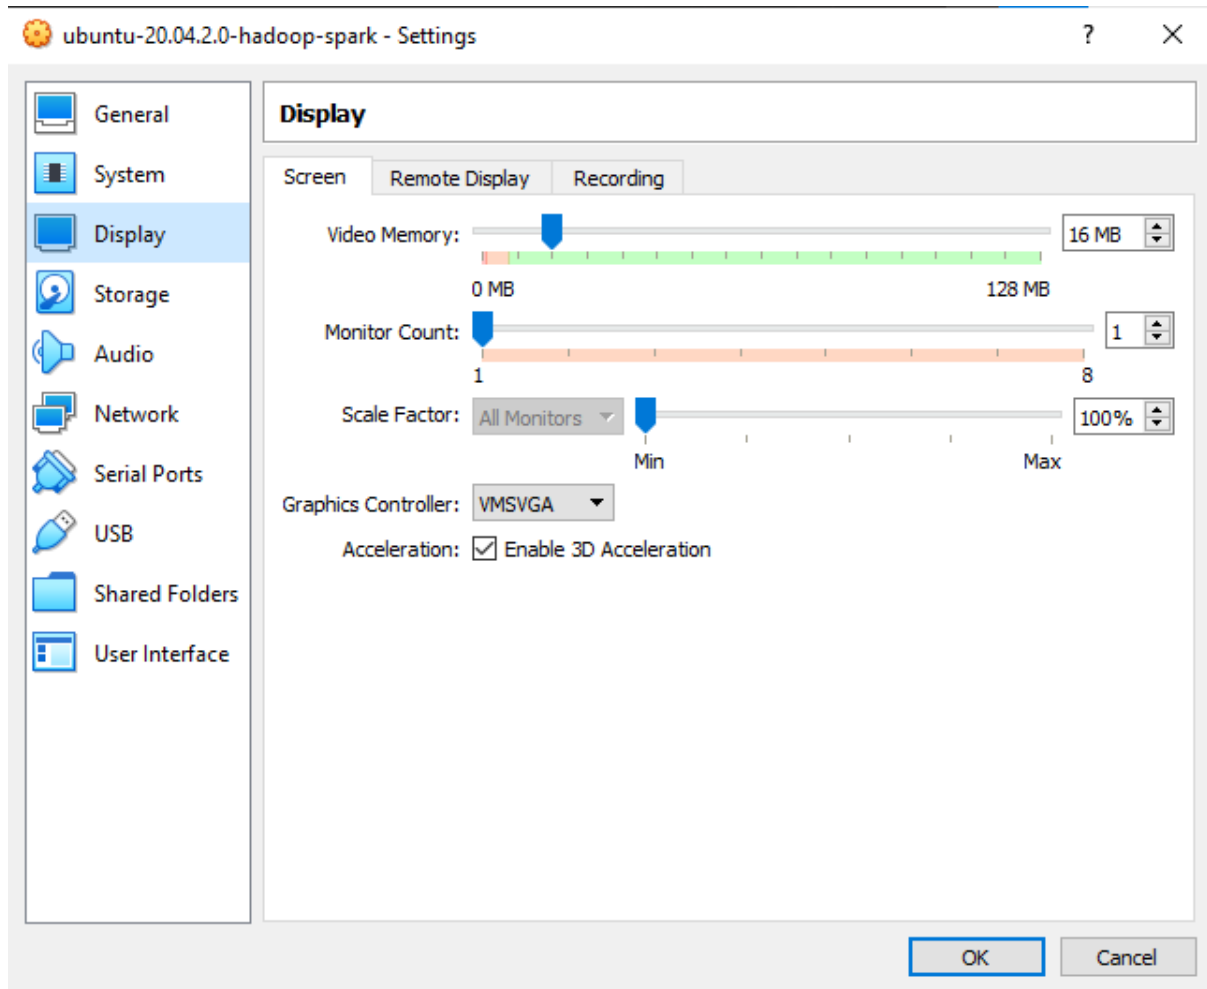 ubuntu-20.04.2.0-hadoop-spark - Settings ?
General
System
Display
Storage
Audio
Network
Serial Ports
USB
Shared Folders
User Interface
Display
Screen Remote Display Recording
Video Memory: 16 MB
0 MB 128 MB
Monitor Count: 1
1 8
Scale Factor: All Monitors 100%
Min Max
Graphics Controller: VMSVGA
Acceleration: Enable 3D Acceleration
OK Cancel